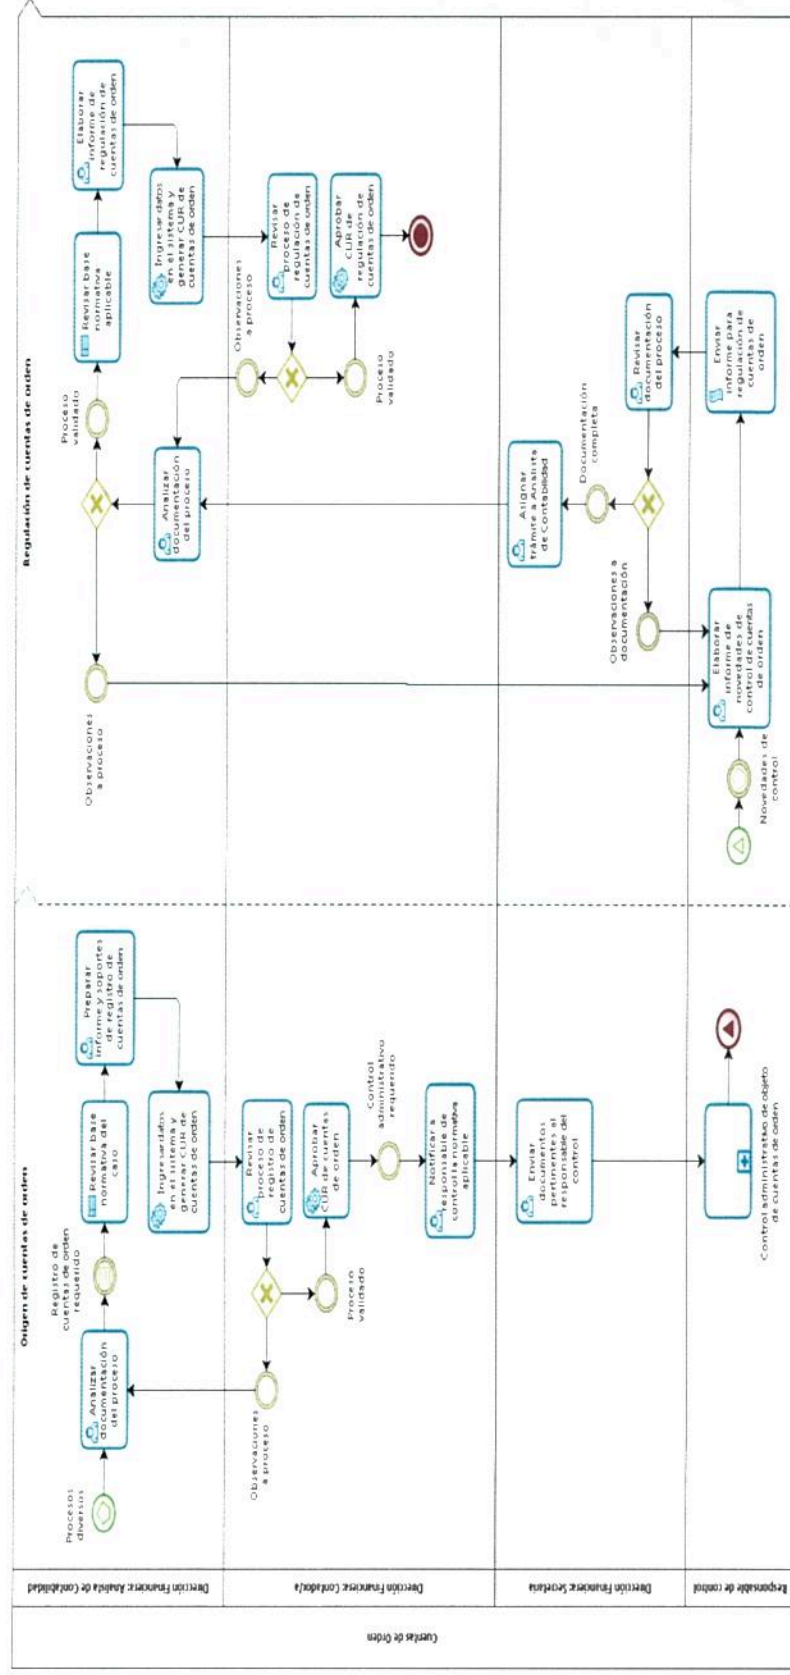 Cuentas de Orden
Dirección Financiera: Analista de Contabilidad
Dirección Financiera: Contador/a
Dirección Financiera: Secretaria
Responsable de control
Origen de cuentas de orden
Procesos
diversos
Analizar
documentación
del proceso
Registro de
cuentas de orden
requerido
Revisar base
normativa del
caso
Preparar
informe y soportes
de registro de
cuentas de orden
Ingresar datos
en el sistema y
generar CUR de
cuentas de orden
Observaciones
a proceso
Revisar
proceso de
registro de
cuentas de orden
Proceso
validado
Aprobar
CUR de cuentas
de orden
Control
administrativo
requerido
Notificar a
responsable de
control la normativa
aplicable
Enviar
documentos
pertinentes al
responsable del
control
Control administrativo de objeto
de cuentas de orden
Regulación de cuentas de orden
Observaciones
a proceso
Proceso
validado
Revisar base
normativa
aplicable
Elaborar
informe de
regulación de
cuentas de orden
Analizar
documentación
del proceso
Ingresar datos
en el sistema y
generar CUR de
cuentas de orden
Observaciones
a proceso
Revisar
proceso de
regulación de
cuentas de orden
Proceso
validado
Aprobar
CUR de
regulación de
cuentas de orden
Asignar
trámite a Analista
de Contabilidad
Documentación
completa
Observaciones a
documentación
Revisar
documentación
del proceso
Novedades de
control
Elaborar
informe de
novedades de
control de cuentas
de orden
Enviar
informe para
regulación de
cuentas de
orden